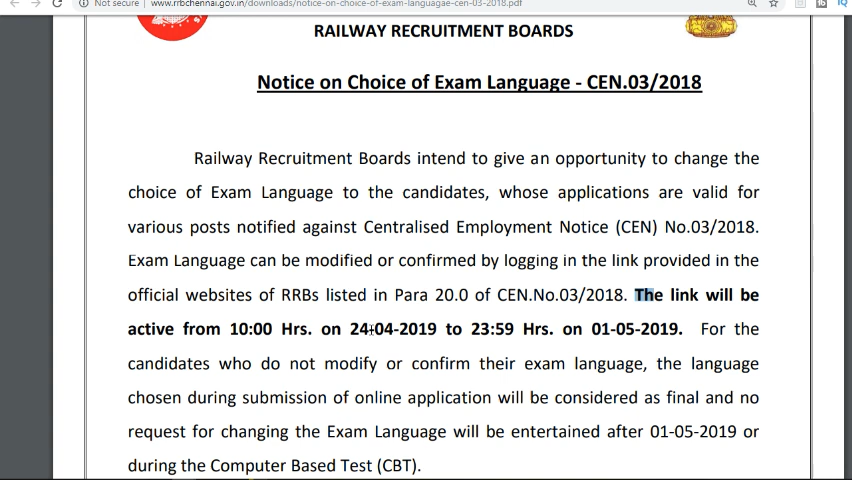 Not secure | www.rrbchennai.gov.in/downloads/notice-on-choice-of-exam-languagae-cen-03-2018.pdf
RAILWAY RECRUITMENT BOARDS
Notice on Choice of Exam Language - CEN.03/2018
Railway Recruitment Boards intend to give an opportunity to change the
choice of Exam Language to the candidates, whose applications are valid for
various posts notified against Centralised Employment Notice (CEN) No.03/2018.
Exam Language can be modified or confirmed by logging in the link provided in the
official websites of RRBs listed in Para 20.0 of CEN.No.03/2018. The link will be
active from 10:00 Hrs. on 24-04-2019 to 23:59 Hrs. on 01-05-2019. For the
candidates who do not modify or confirm their exam language, the language
chosen during submission of online application will be considered as final and no
request for changing the Exam Language will be entertained after 01-05-2019 or
during the Computer Based Test (CBT).